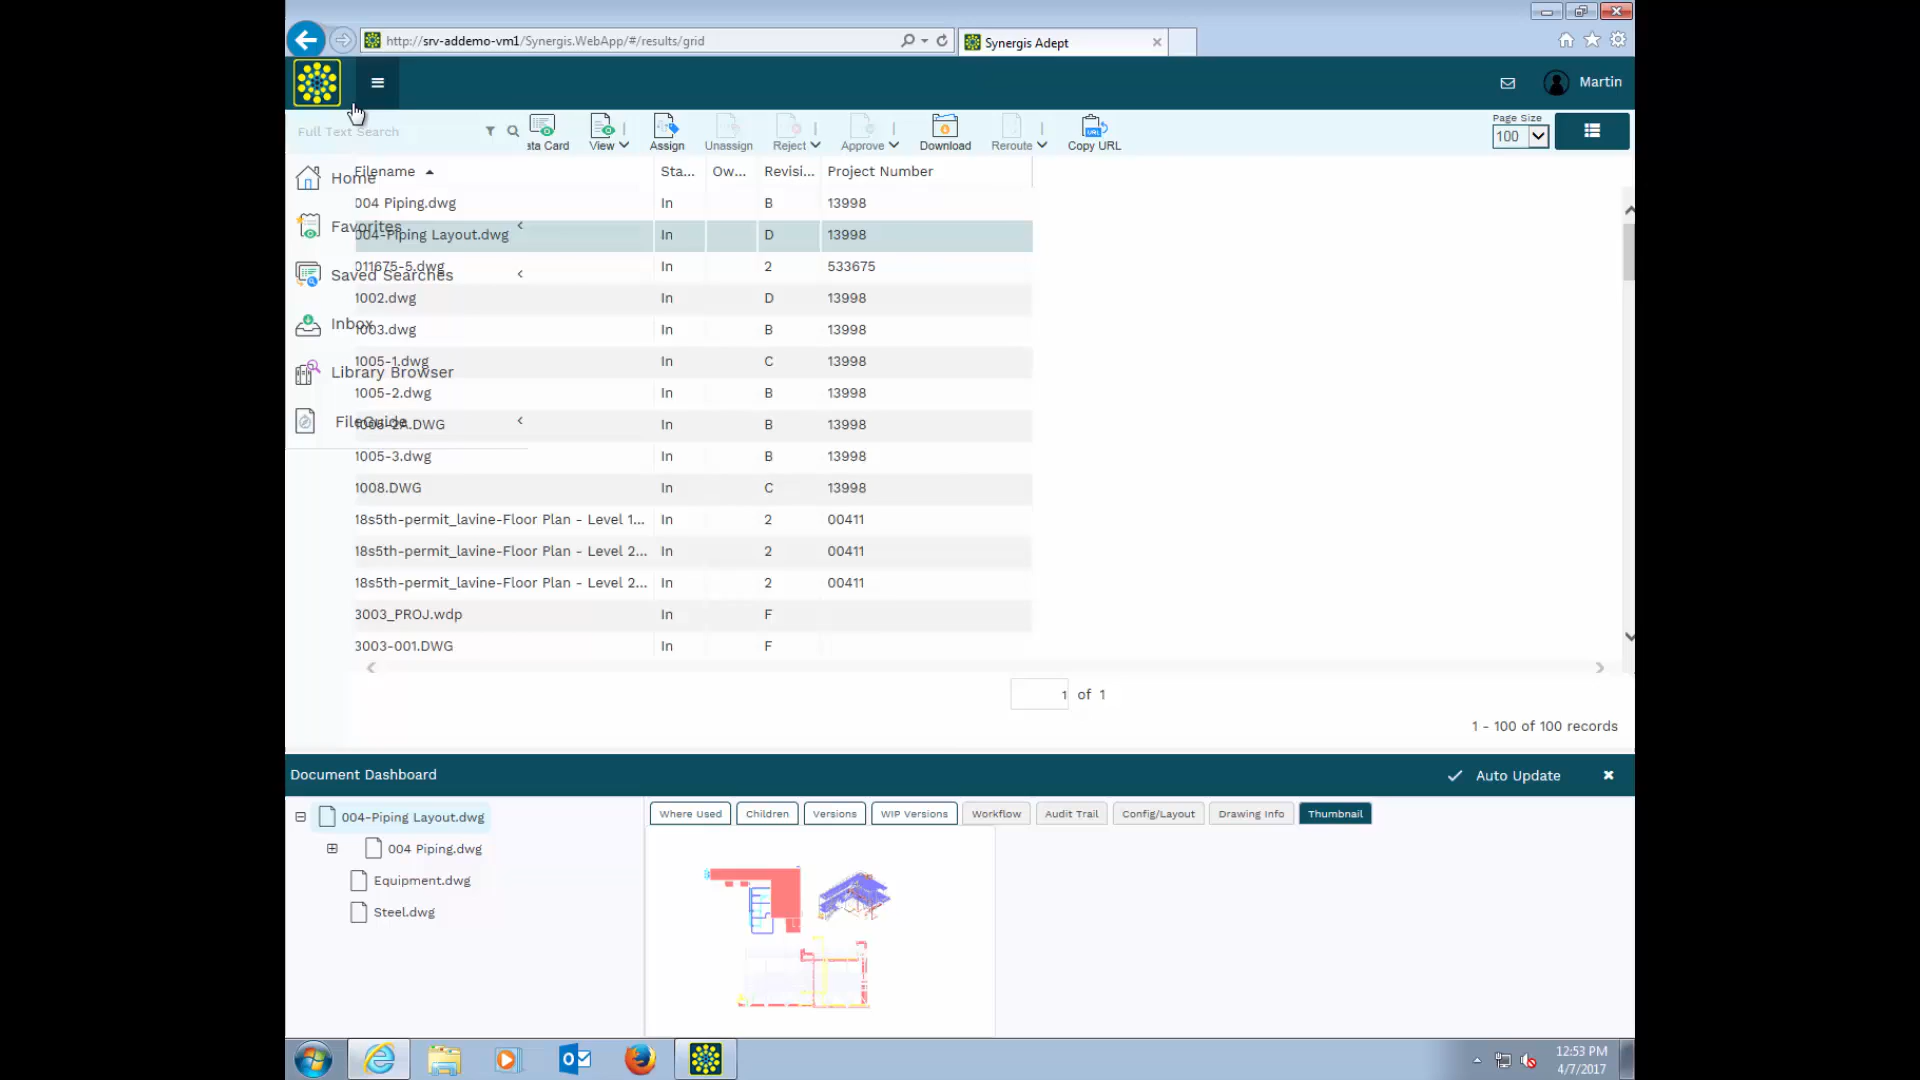 http://srv-addemo-vm1/Synergis.WebApp/#/results/grid
Synergis Adept
Martin
Full Text Search
ata Card
View
Assign
Unassign
Reject
Approve
Download
Reroute
Copy URL
Page Size
100
Home
Favorites
Saved Searches
Inbox
Library Browser
FileGuide
Filename Sta... Ow... Revisi... Project Number
004 Piping.dwg In B 13998
004-Piping Layout.dwg In D 13998
011675-5.dwg In 2 533675
1002.dwg In D 13998
1003.dwg In B 13998
1005-1.dwg In C 13998
1005-2.dwg In B 13998
In B 13998
1005-3.dwg In B 13998
1008.DWG In C 13998
18s5th-permit_lavine-Floor Plan - Level 1... In 2 00411
18s5th-permit_lavine-Floor Plan - Level 2... In 2 00411
18s5th-permit_lavine-Floor Plan - Level 2... In 2 00411
3003_PROJ.wdp In F
3003-001.DWG In F
1 of 1
1 - 100 of 100 records
Document Dashboard
Auto Update
004-Piping Layout.dwg
004 Piping.dwg
Equipment.dwg
Steel.dwg
Where Used
Children
Versions
WIP Versions
Workflow
Audit Trail
Config/Layout
Drawing Info
Thumbnail
12:53 PM
4/7/2017